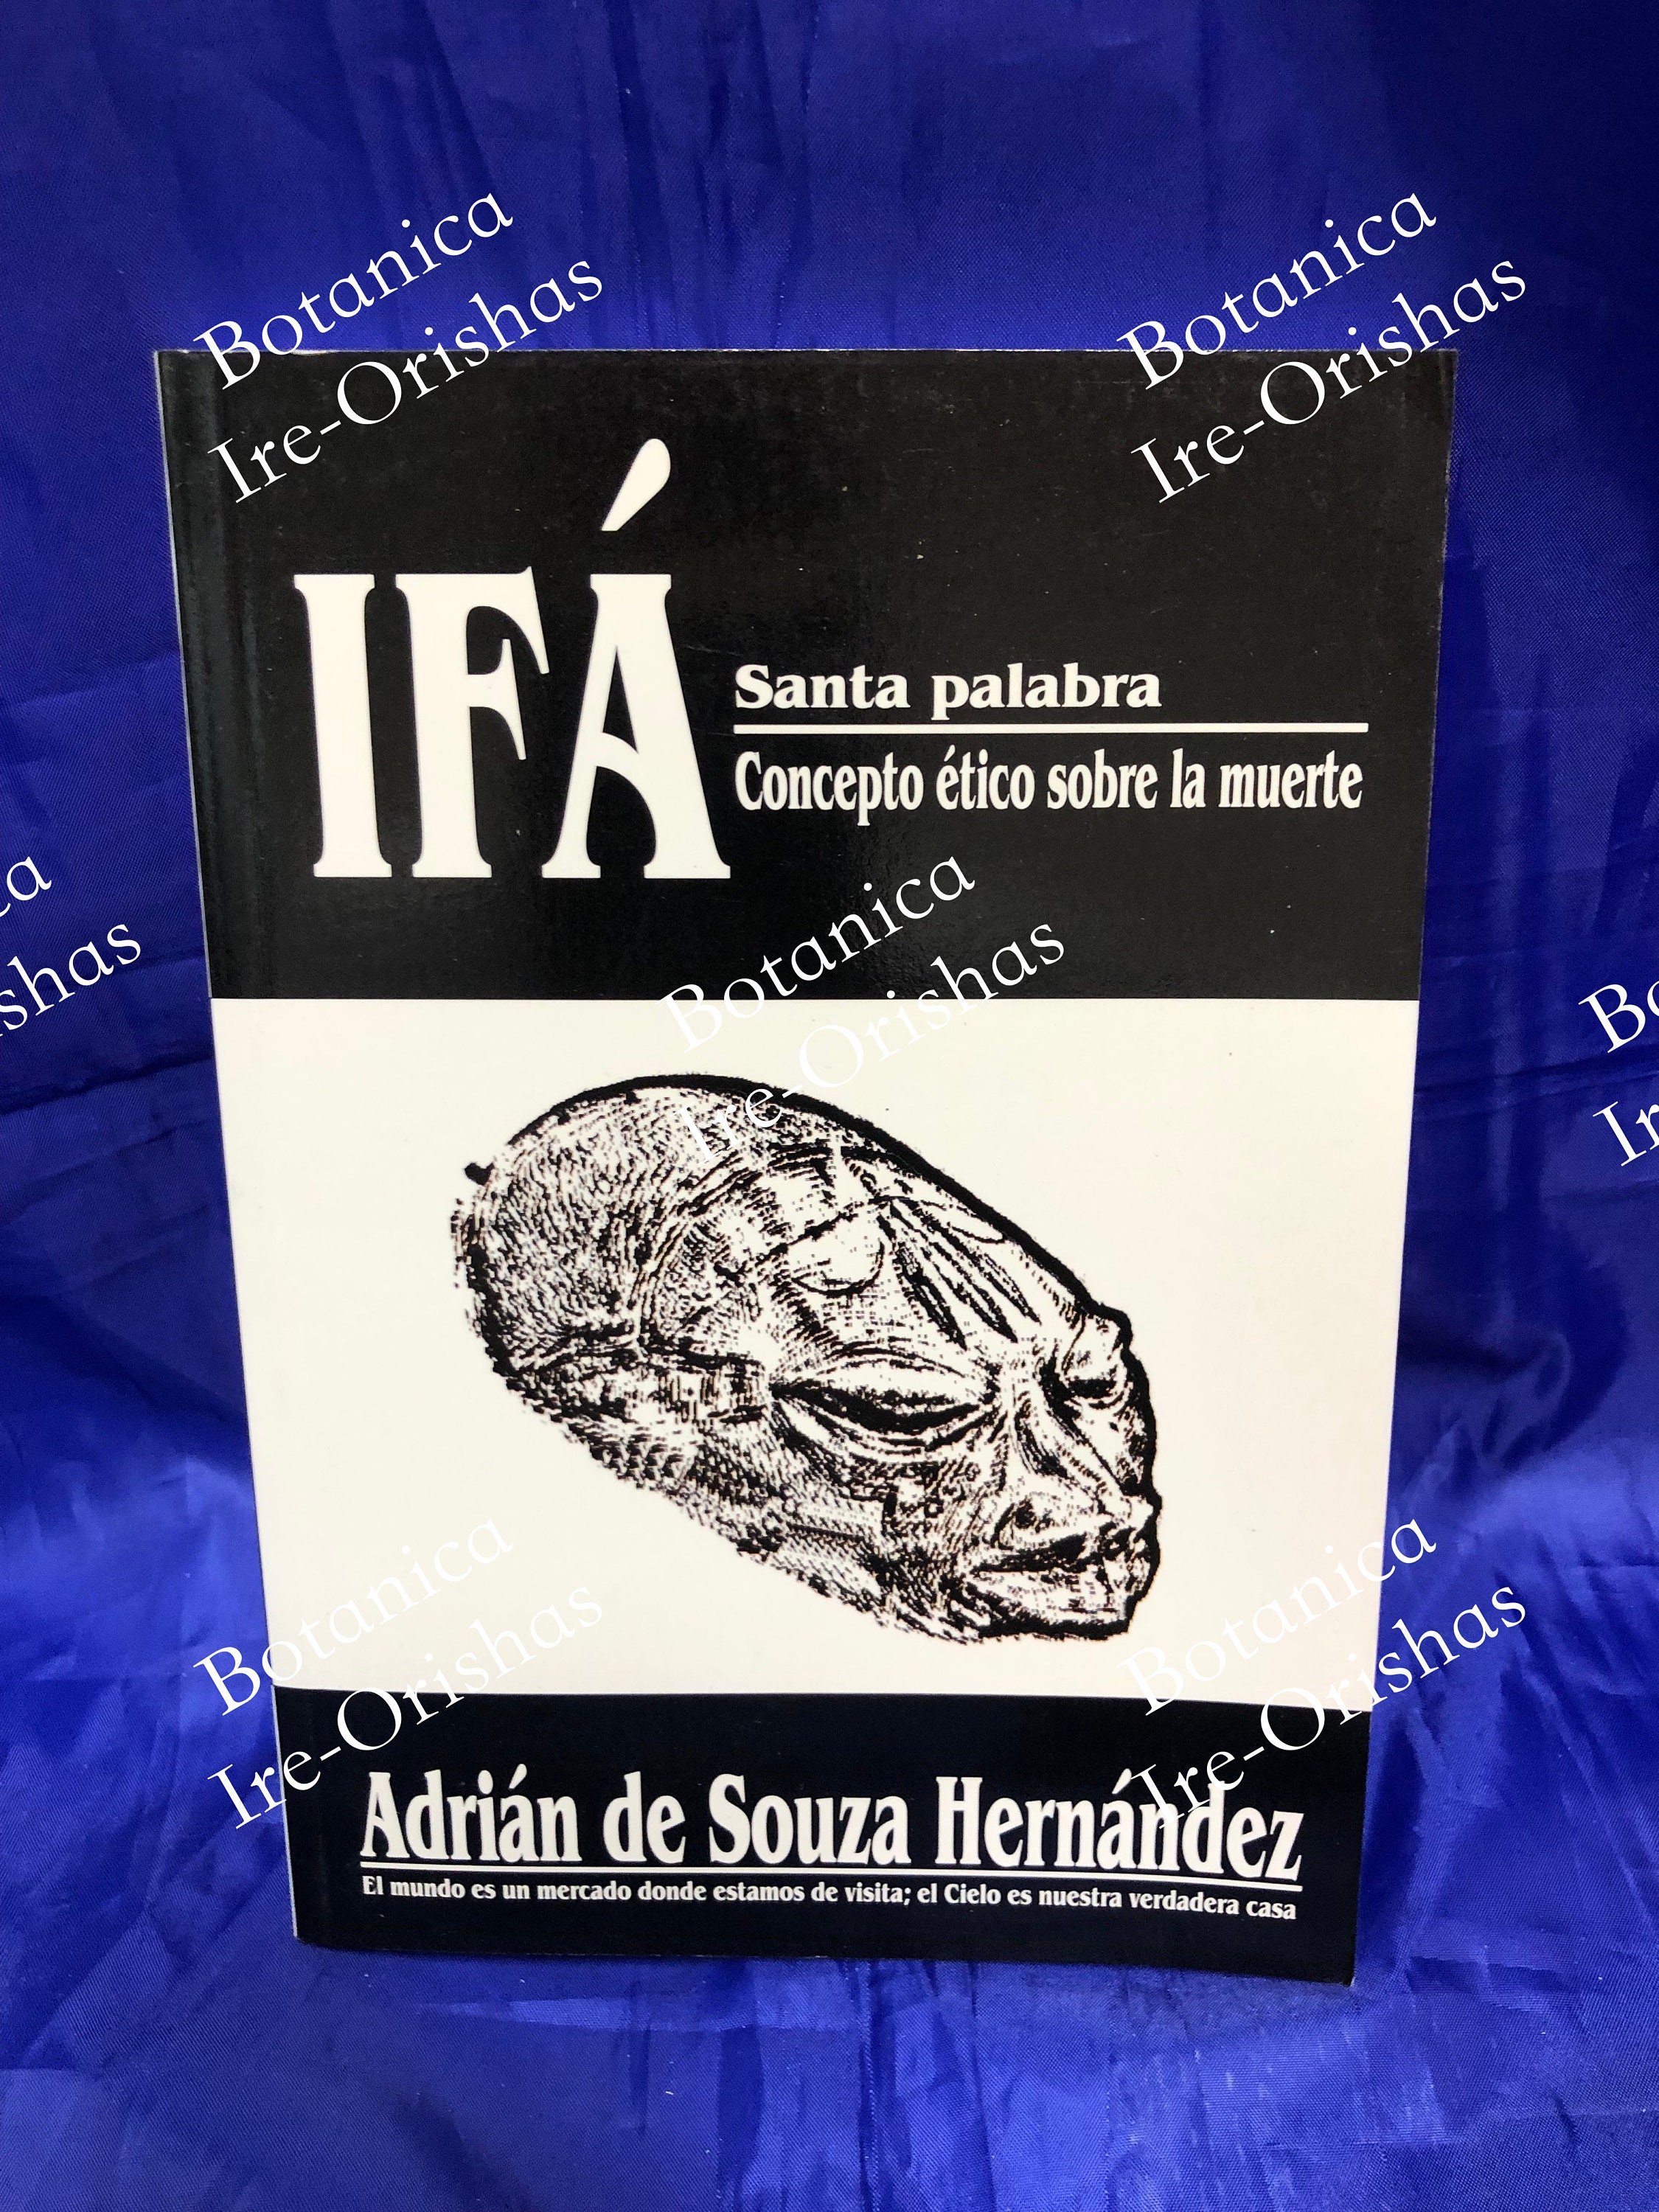 Botanica
Ire-Orishas
Botanica
Ire-Orishas
IFÁ
Santa palabra
Concepto ético sobre la muerte
Botanica
Ire-Orishas
Botanica
Ire-Orishas
Botanica
Ire-Orishas
Adrián de Souza Hernández
El mundo es un mercado donde estamos de visita; el Cielo es nuestra verdadera casa